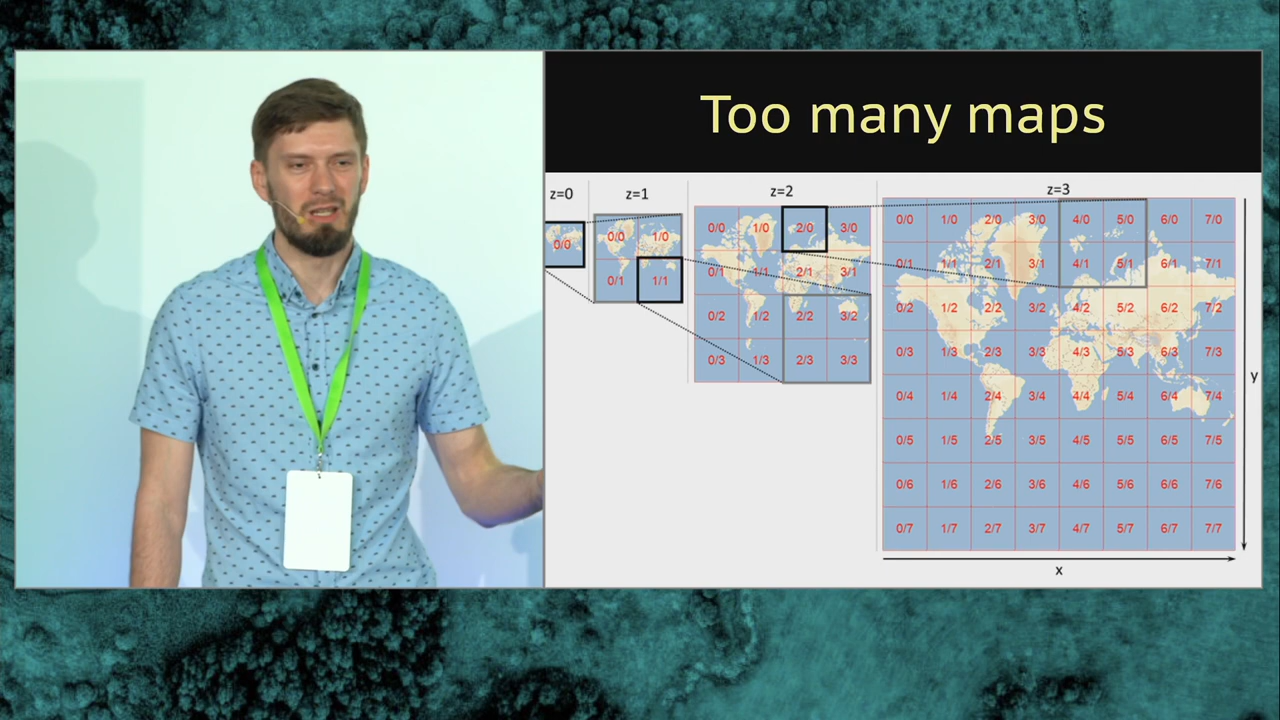 Too many maps
z=0
z=1
z=2
z=3
0/0
0/0 1/0
0/1 1/1
0/0 1/0 2/0 3/0
0/1 1/1 2/1 3/1
0/2 1/2 2/2 3/2
0/3 1/3 2/3 3/3
0/0 1/0 2/0 3/0 4/0 5/0 6/0 7/0
0/1 1/1 2/1 3/1 4/1 5/1 6/1 7/1
0/2 1/2 2/2 3/2 4/2 5/2 6/2 7/2
0/3 1/3 2/3 3/3 4/3 5/3 6/3 7/3
0/4 1/4 2/4 3/4 4/4 5/4 6/4 7/4
0/5 1/5 2/5 3/5 4/5 5/5 6/5 7/5
0/6 1/6 2/6 3/6 4/6 5/6 6/6 7/6
0/7 1/7 2/7 3/7 4/7 5/7 6/7 7/7
y
x